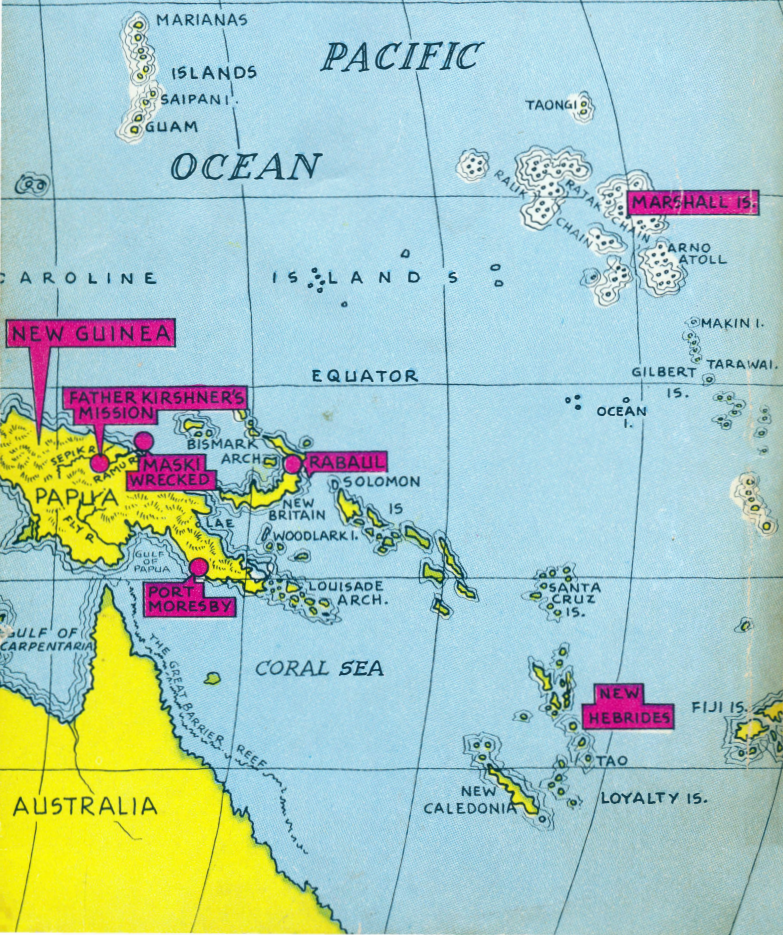 MARIANAS
ISLANDS
SAIPAN I.
GUAM
PACIFIC
OCEAN
TAONGI
RALIK
CHAIN
RATAK CHAIN
MARSHALL IS.
ARNO
ATOLL
CAROLINE ISLANDS
MAKIN I.
NEW GUINEA
GILBERT
IS.
TARAWA I.
EQUATOR
OCEAN
I.
FATHER KIRSHNER'S
MISSION
BISMARK
ARCH.
SEPIK R.
RAMU R.
MASKI
WRECKED
RABAUL
SOLOMON
IS
PAPUA
FLY R.
NEW
BRITAIN
LAE
WOODLARK I.
GULF
OF
PAPUA
PORT
MORESBY
LOUISADE
ARCH.
SANTA
CRUZ
IS.
GULF OF
CARPENTARIA
THE GREAT BARRIER REEF
CORAL SEA
NEW
HEBRIDES
FIJI IS.
TAO
NEW
CALEDONIA
LOYALTY IS.
AUSTRALIA